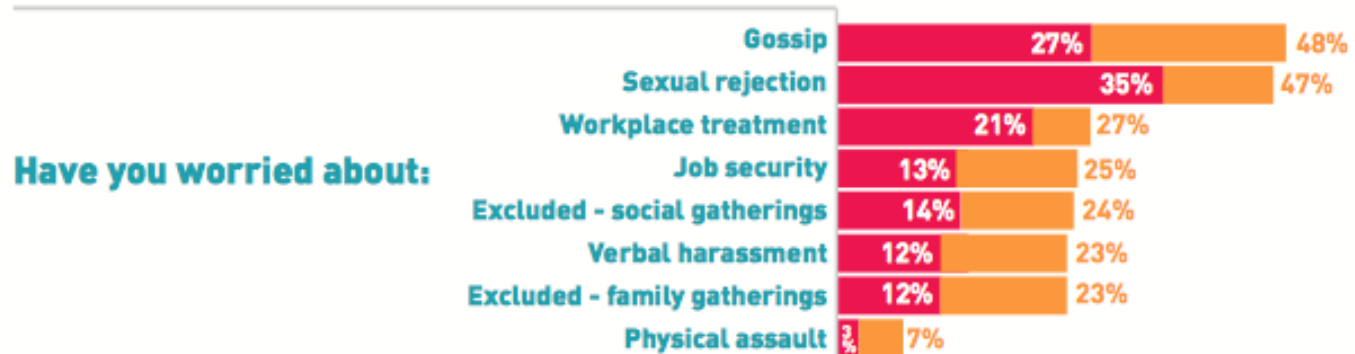 Gossip 27% 48%
Sexual rejection 35% 47%
Workplace treatment 21% 27%
Have you worried about:
Job security 13% 25%
Excluded - social gatherings 14% 24%
Verbal harassment 12% 23%
Excluded - family gatherings 12% 23%
Physical assault 3% 7%